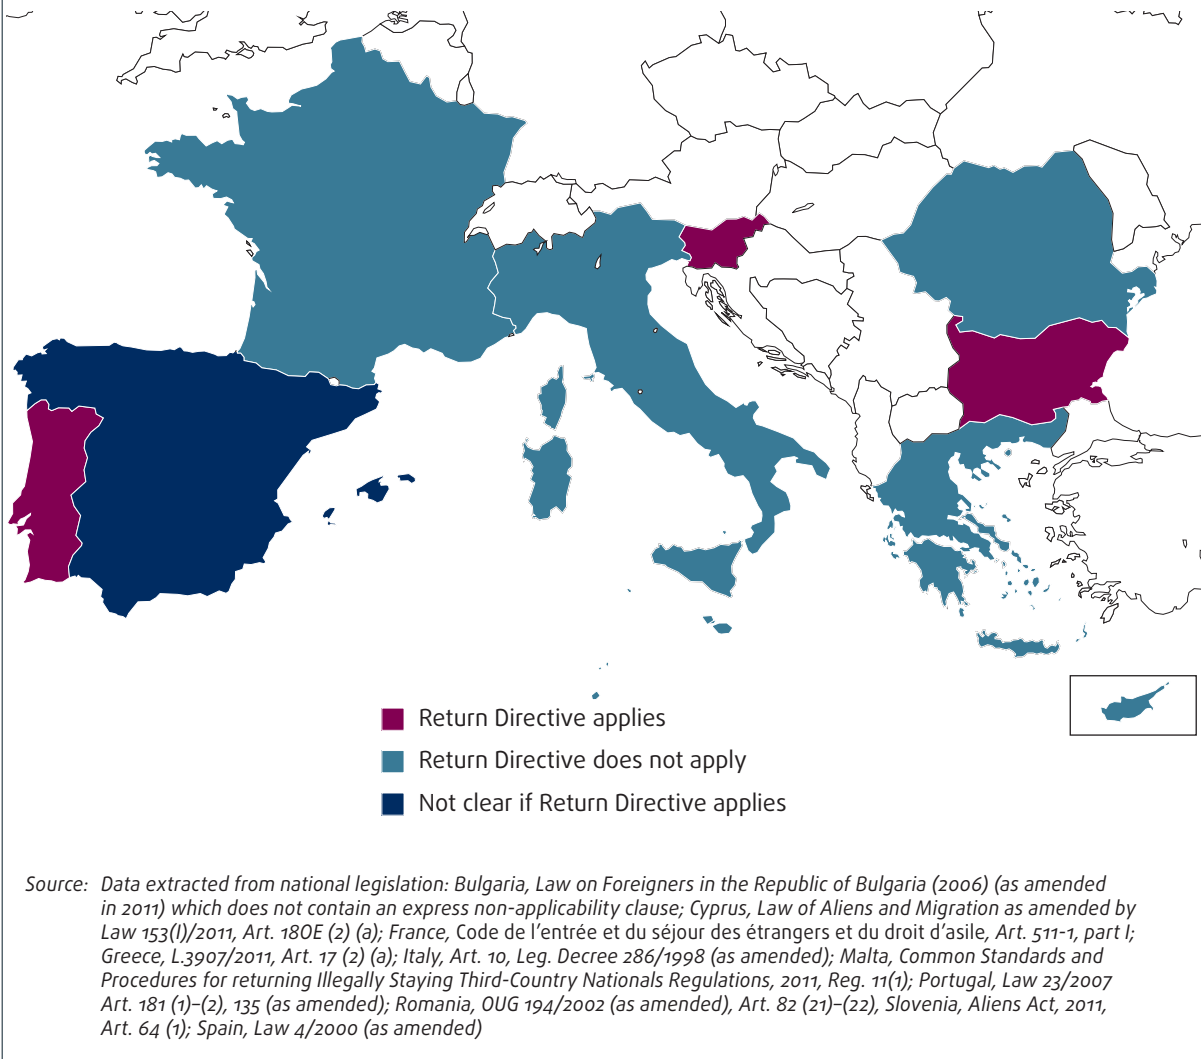 Return Directive applies
Return Directive does not apply
Not clear if Return Directive applies
Source: Data extracted from national legislation: Bulgaria, Law on Foreigners in the Republic of Bulgaria (2006) (as amended
in 2011) which does not contain an express non-applicability clause; Cyprus, Law of Aliens and Migration as amended by
Law 153(I)/2011, Art. 18OE (2) (a); France, Code de l'entrée et du séjour des étrangers et du droit d'asile, Art. 511-1, part I;
Greece, L.3907/2011, Art. 17 (2) (a); Italy, Art. 10, Leg. Decree 286/1998 (as amended); Malta, Common Standards and
Procedures for returning Illegally Staying Third-Country Nationals Regulations, 2011, Reg. 11(1); Portugal, Law 23/2007
Art. 181 (1)–(2), 135 (as amended); Romania, OUG 194/2002 (as amended), Art. 82 (21)–(22), Slovenia, Aliens Act, 2011,
Art. 64 (1); Spain, Law 4/2000 (as amended)